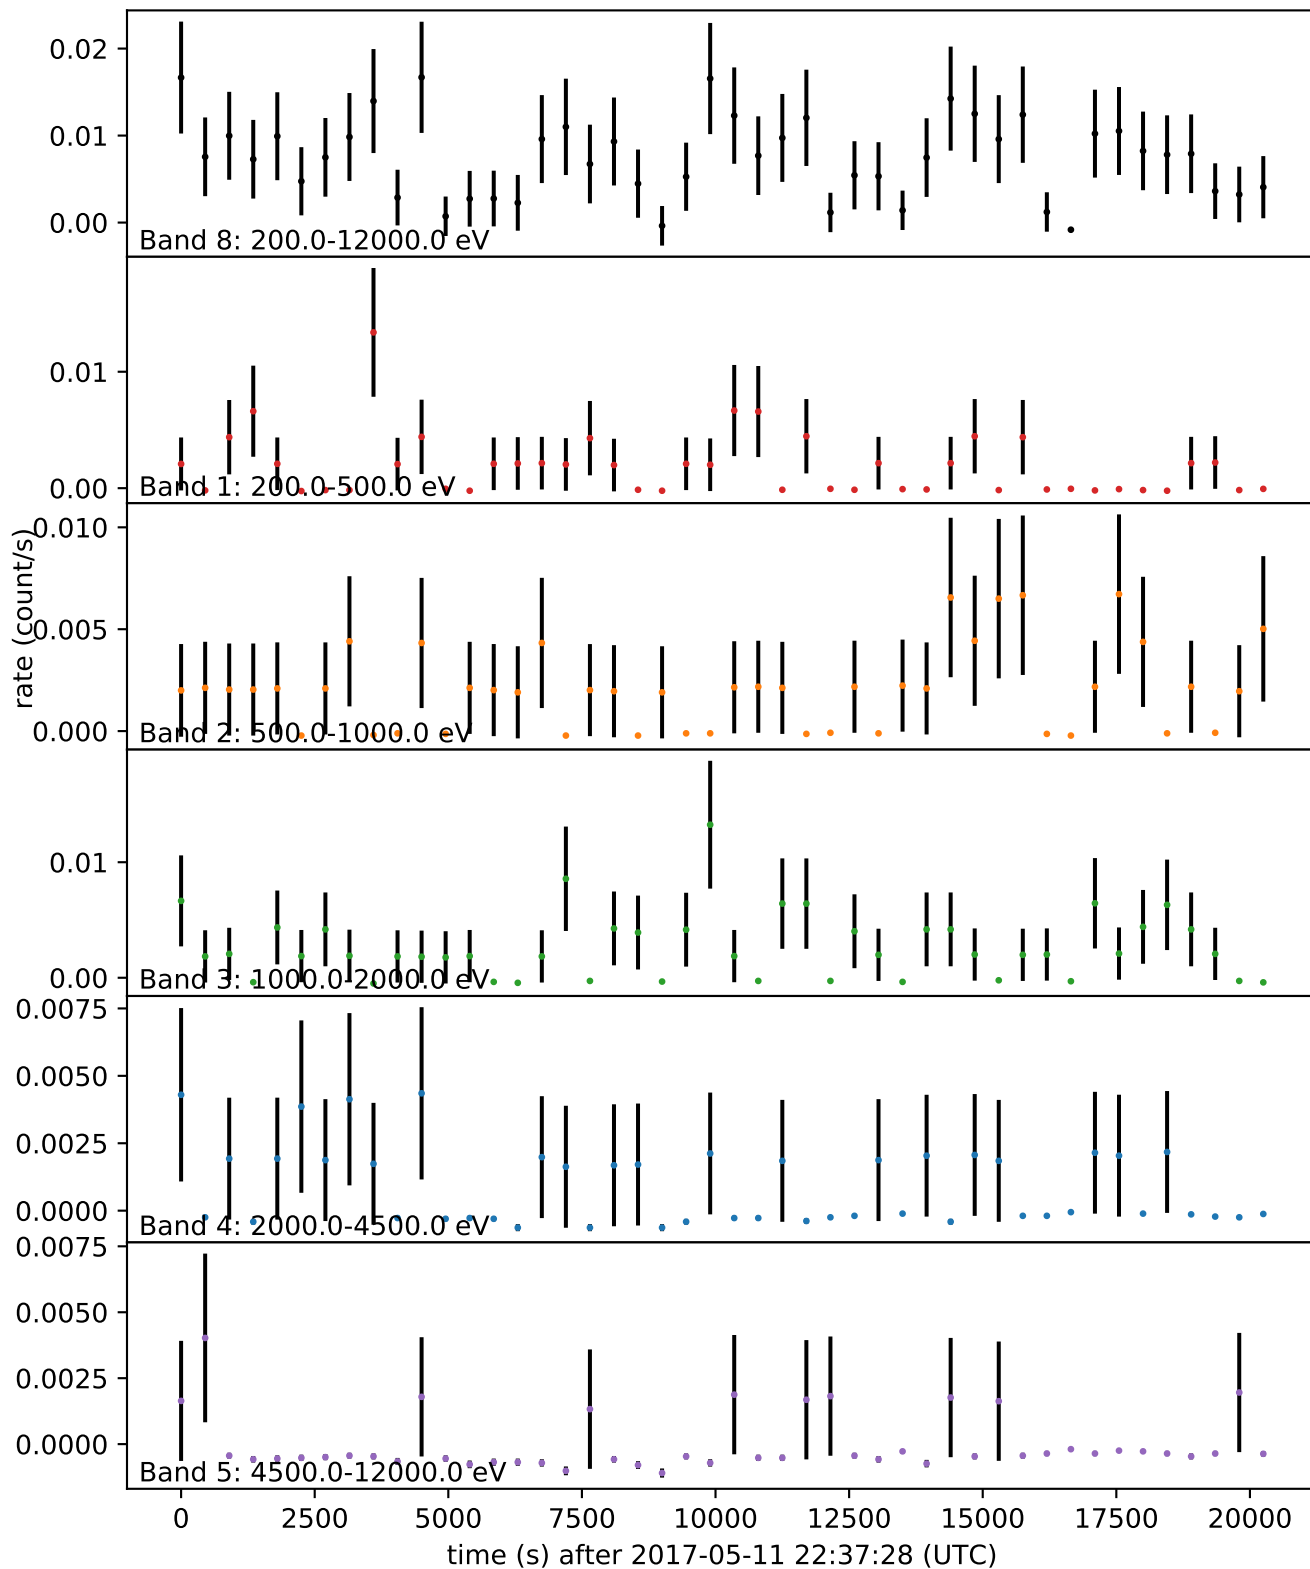 0.02
0.01
0.00
Band 8: 200.0-12000.0 eV
0.01
0.00
Band 1: 200.0-500.0 eV
rate (count/s)
0.010
0.005
0.000
Band 2: 500.0-1000.0 eV
0.01
0.00
Band 3: 1000.0-2000.0 eV
0.0075
0.0050
0.0025
0.0000
Band 4: 2000.0-4500.0 eV
0.0075
0.0050
0.0025
0.0000
Band 5: 4500.0-12000.0 eV
0 2500 5000 7500 10000 12500 15000 17500 20000
time (s) after 2017-05-11 22:37:28 (UTC)